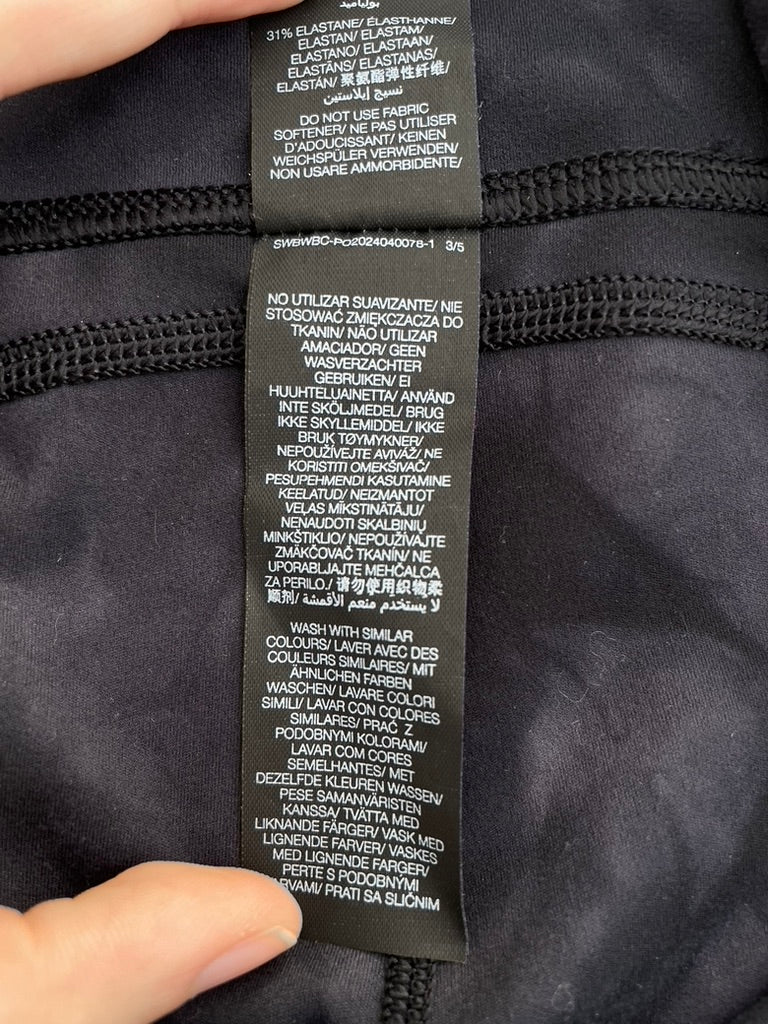 بولياميد
31% ELASTANE/ ÉLASTHANNE/
ELASTAN/ ELASTAM/
ELASTANO/ ELASTAAN/
ELASTĀNS/ ELASTANAS/
ELASTÁN/ 聚氨酯弹性纤维/
نسيج إيلاستين
DO NOT USE FABRIC
SOFTENER/ NE PAS UTILISER
D'ADOUCISSANT/ KEINEN
WEICHSPÜLER VERWENDEN/
NON USARE AMMORBIDENTE/
SWBWBC-PO2024040076-1 3/5
NO UTILIZAR SUAVIZANTE/ NIE
STOSOWAĆ ZMIĘKCZACZA DO
TKANIN/ NÃO UTILIZAR
AMACIADOR/ GEEN
WASVERZACHTER
GEBRUIKEN/ EI
HUUHTELUAINETTA/ ANVÄND
INTE SKÖLJMEDEL/ BRUG
IKKE SKYLLEMIDDEL/ IKKE
BRUK TØYMYKNER/
NEPOUŽÍVEJTE AVIVÁŽ/ NE
KORISTITI OMEKŠIVAČ/
PESUPEHMENDI KASUTAMINE
KEELATUD/ NEIZMANTOT
VEĻAS MĪKSTINĀTĀJU/
NENAUDOTI SKALBINIŲ
MINKŠTIKLIO/ NEPOUŽÍVAJTE
ZMÄKČOVAČ TKANÍN/ NE
UPORABLJAJTE MEHČALCA
ZA PERILO./ 请勿使用织物柔
顺剂/ لا يستخدم منعم الأقمشة
WASH WITH SIMILAR
COLOURS/ LAVER AVEC DES
COULEURS SIMILAIRES/ MIT
ÄHNLICHEN FARBEN
WASCHEN/ LAVARE COLORI
SIMILI/ LAVAR CON COLORES
SIMILARES/ PRAĆ Z
PODOBNYMI KOLORAMI/
LAVAR COM CORES
SEMELHANTES/ MET
DEZELFDE KLEUREN WASSEN/
PESE SAMANVÄRISTEN
KANSSA/ TVÄTTA MED
LIKNANDE FÄRGER/ VASK MED
LIGNENDE FARVER/ VASKES
MED LIGNENDE FARGER/
PERTE S PODOBNÝMI
ARVAMI/ PRATI SA SLIČNIM